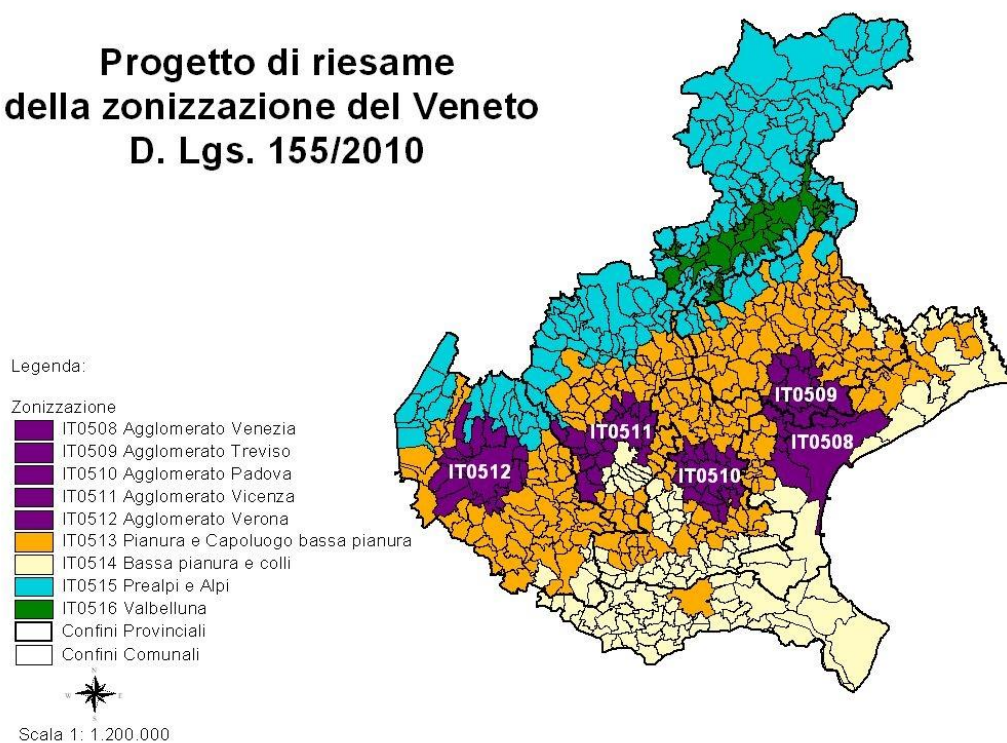 Progetto di riesame
della zonizzazione del Veneto
D. Lgs. 155/2010
Legenda:
Zonizzazione
IT0508 Agglomerato Venezia
IT0509 Agglomerato Treviso
IT0510 Agglomerato Padova
IT0511 Agglomerato Vicenza
IT0512 Agglomerato Verona
IT0513 Pianura e Capoluogo bassa pianura
IT0514 Bassa pianura e colli
IT0515 Prealpi e Alpi
IT0516 Valbelluna
Confini Provinciali
Confini Comunali
N
W E
S
Scala 1: 1.200.000
IT0509
IT0511
IT0508
IT0512
IT0510